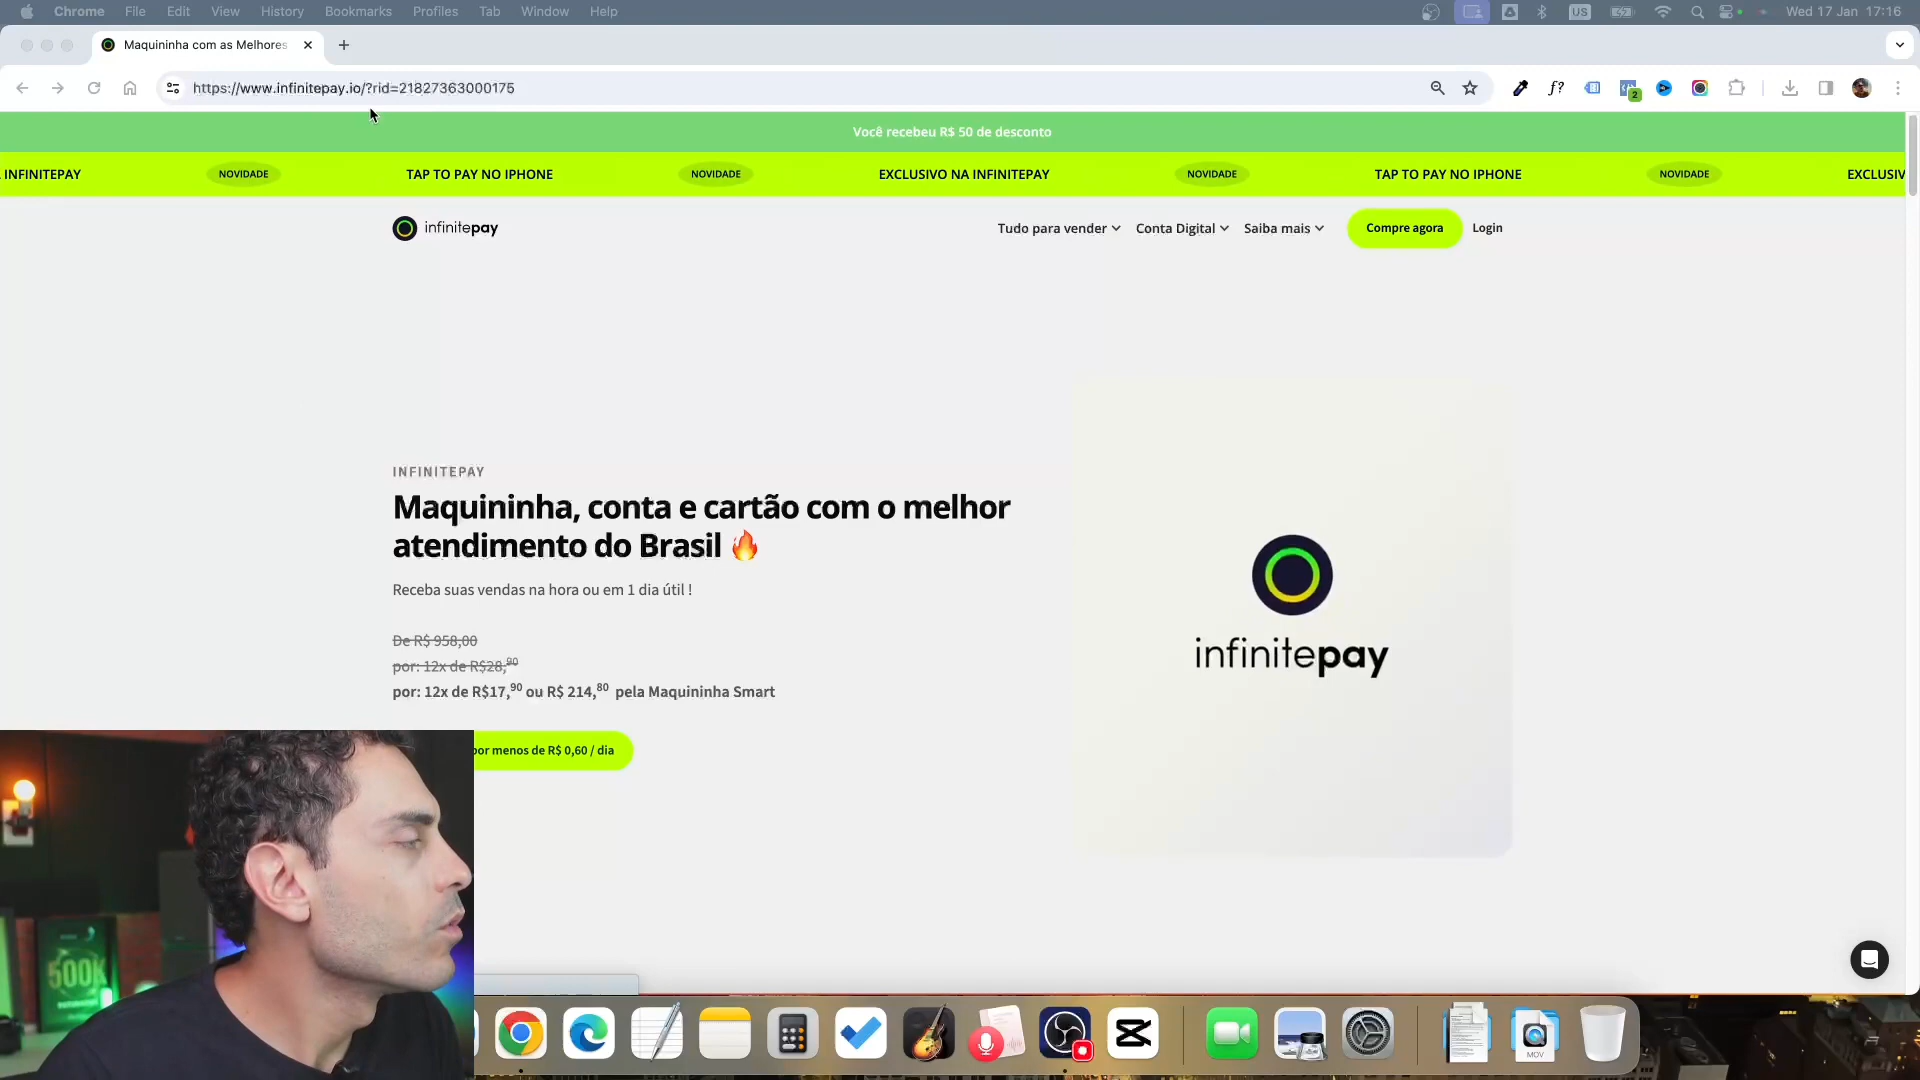 Chrome File Edit View History Bookmarks Profiles Tab Window Help US Wed 17 Jan 17:16
Maquininha com as Melhores
https://www.infinitepay.io/?rid=21827363000175
f?
2
Você recebeu R$ 50 de desconto
INFINITEPAY NOVIDADE TAP TO PAY NO IPHONE NOVIDADE EXCLUSIVO NA INFINITEPAY NOVIDADE TAP TO PAY NO IPHONE NOVIDADE EXCLUSIV
infinitepay Tudo para vender Conta Digital Saiba mais Compre agora Login
INFINITEPAY
Maquininha, conta e cartão com o melhor
atendimento do Brasil
Receba suas vendas na hora ou em 1 dia útil !
De R$ 958,00
por: 12x de R$28,90
por: 12x de R$17,90 ou R$ 214,80 pela Maquininha Smart
por menos de R$ 0,60 / dia
infinitepay
500K
MOV